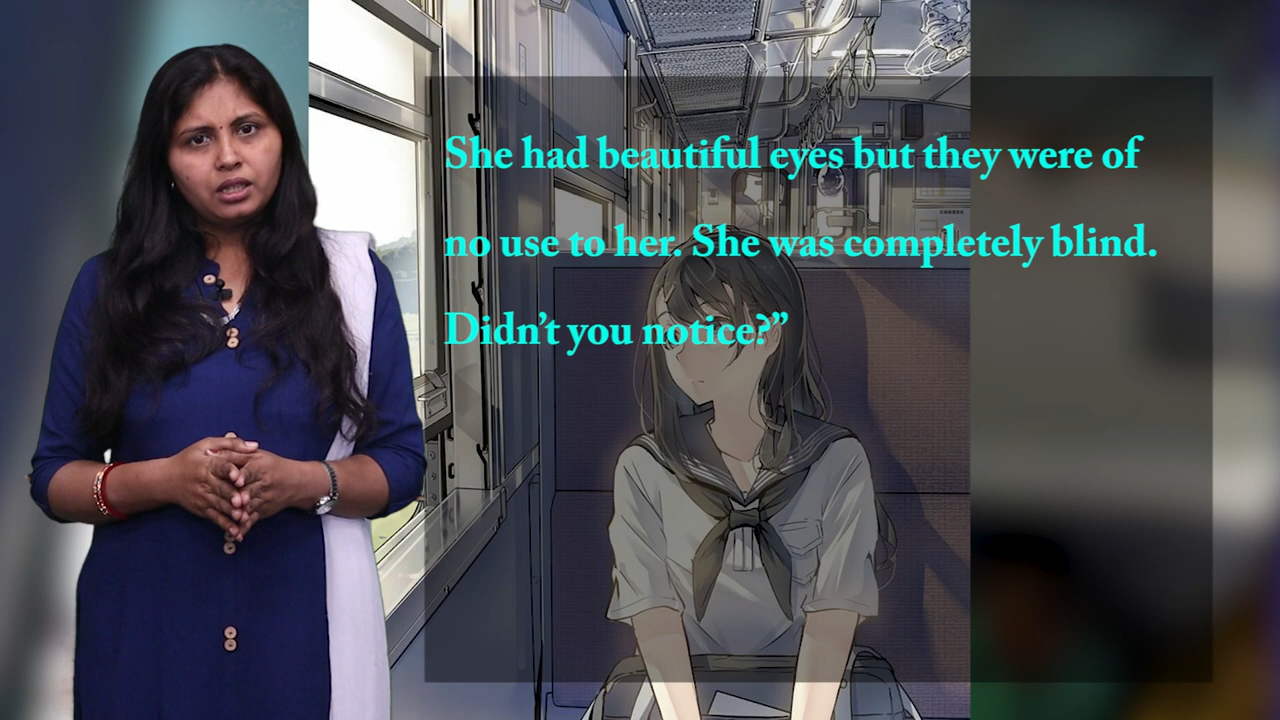 She had beautiful eyes but they were of
no use to her. She was completely blind.
Didn’t you notice?”